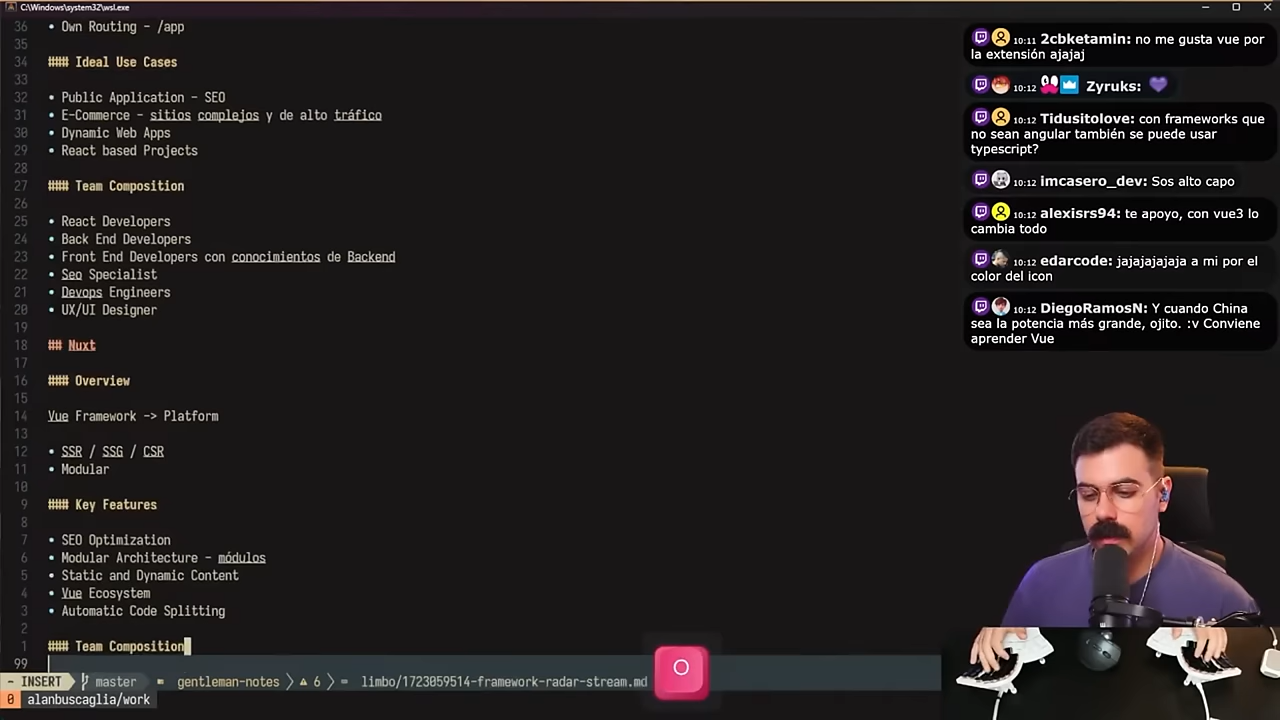 C:\Windows\system32\wsl.exe
36 • Own Routing - /app
35
34 #### Ideal Use Cases
33
32 • Public Application - SEO
31 • E-Commerce - sitios complejos y de alto tráfico
30 • Dynamic Web Apps
29 • React based Projects
28
27 #### Team Composition
26
25 • React Developers
24 • Back End Developers
23 • Front End Developers con conocimientos de Backend
22 • Seo Specialist
21 • Devops Engineers
20 • UX/UI Designer
19
18 ## Nuxt
17
16 #### Overview
15
14 Vue Framework -> Platform
13
12 • SSR / SSG / CSR
11 • Modular
10
9 #### Key Features
8
7 • SEO Optimization
6 • Modular Architecture - módulos
5 • Static and Dynamic Content
4 • Vue Ecosystem
3 • Automatic Code Splitting
2
1 #### Team Composition
99
- INSERT master gentleman-notes 6 limbo/1723059514-framework-radar-stream.md
0 alanbuscaglia/work
O
10:11 2cbketamin: no me gusta vue por
la extensión ajajaj
10:12 Zyruks:
10:12 Tidusitolove: con frameworks que
no sean angular también se puede usar
typescript?
10:12 imcasero_dev: Sos alto capo
10:12 alexisrs94: te apoyo, con vue3 lo
cambia todo
10:12 edarcode: jajajajajaja a mi por el
color del icon
10:12 DiegoRamosN: Y cuando China
sea la potencia más grande, ojito. :v Conviene
aprender Vue